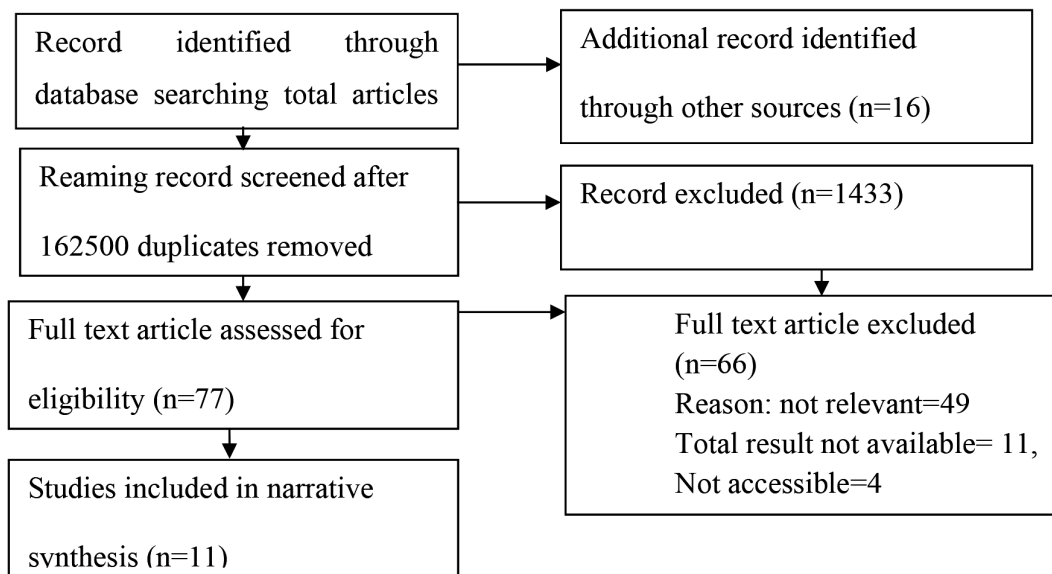 Record identified through
database searching total articles
Additional record identified
through other sources (n=16)
Reaming record screened after
162500 duplicates removed
Record excluded (n=1433)
Full text article assessed for
eligibility (n=77)
Full text article excluded
(n=66)
Reason: not relevant=49
Total result not available= 11,
Not accessible=4
Studies included in narrative
synthesis (n=11)